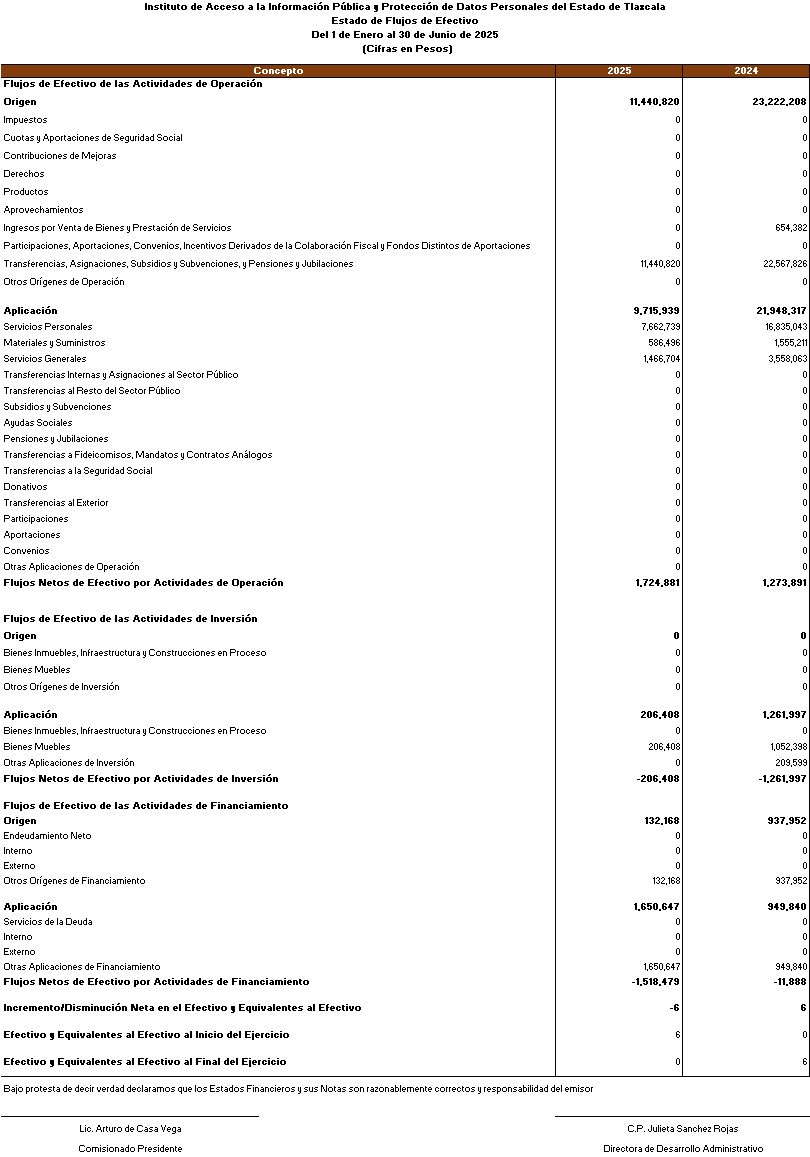 Instituto de Acceso a la Información Pública y Protección de Datos Personales del Estado de Tlaxcala
Estado de Flujos de Efectivo
Del 1 de Enero al 30 de Junio de 2025
(Cifras en Pesos)
Concepto 2025 2024
Flujos de Efectivo de las Actividades de Operación
Origen 11,440,820 23,222,208
Impuestos 0 0
Cuotas y Aportaciones de Seguridad Social 0 0
Contribuciones de Mejoras 0 0
Derechos 0 0
Productos 0 0
Aprovechamientos 0 0
Ingresos por Venta de Bienes y Prestación de Servicios 0 654,382
Participaciones, Aportaciones, Convenios, Incentivos Derivados de la Colaboración Fiscal y Fondos Distintos de Aportaciones 0 0
Transferencias, Asignaciones, Subsidios y Subvenciones, y Pensiones y Jubilaciones 11,440,820 22,567,826
Otros Orígenes de Operación 0 0
Aplicación 9,715,939 21,948,317
Servicios Personales 7,662,739 16,835,043
Materiales y Suministros 586,496 1,555,211
Servicios Generales 1,466,704 3,558,063
Transferencias Internas y Asignaciones al Sector Público 0 0
Transferencias al Resto del Sector Público 0 0
Subsidios y Subvenciones 0 0
Ayudas Sociales 0 0
Pensiones y Jubilaciones 0 0
Transferencias a Fideicomisos, Mandatos y Contratos Análogos 0 0
Transferencias a la Seguridad Social 0 0
Donativos 0 0
Transferencias al Exterior 0 0
Participaciones 0 0
Aportaciones 0 0
Convenios 0 0
Otras Aplicaciones de Operación 0 0
Flujos Netos de Efectivo por Actividades de Operación 1,724,881 1,273,891
Flujos de Efectivo de las Actividades de Inversión
Origen 0 0
Bienes Inmuebles, Infraestructura y Construcciones en Proceso 0 0
Bienes Muebles 0 0
Otros Orígenes de Inversión 0 0
Aplicación 206,408 1,261,997
Bienes Inmuebles, Infraestructura y Construcciones en Proceso 0 0
Bienes Muebles 206,408 1,052,398
Otras Aplicaciones de Inversión 0 209,599
Flujos Netos de Efectivo por Actividades de Inversión -206,408 -1,261,997
Flujos de Efectivo de las Actividades de Financiamiento
Origen 132,168 937,952
Endeudamiento Neto 0 0
Interno 0 0
Externo 0 0
Otros Orígenes de Financiamiento 132,168 937,952
Aplicación 1,650,647 949,840
Servicios de la Deuda 0 0
Interno 0 0
Externo 0 0
Otras Aplicaciones de Financiamiento 1,650,647 949,840
Flujos Netos de Efectivo por Actividades de Financiamiento -1,518,479 -11,888
Incremento/Disminución Neta en el Efectivo y Equivalentes al Efectivo -6 6
Efectivo y Equivalentes al Efectivo al Inicio del Ejercicio 6 0
Efectivo y Equivalentes al Efectivo al Final del Ejercicio 0 6
Bajo protesta de decir verdad declaramos que los Estados Financieros y sus Notas son razonablemente correctos y responsabilidad del emisor
Lic. Arturo de Casa Vega C.P. Julieta Sanchez Rojas
Comisionado Presidente Directora de Desarrollo Administrativo